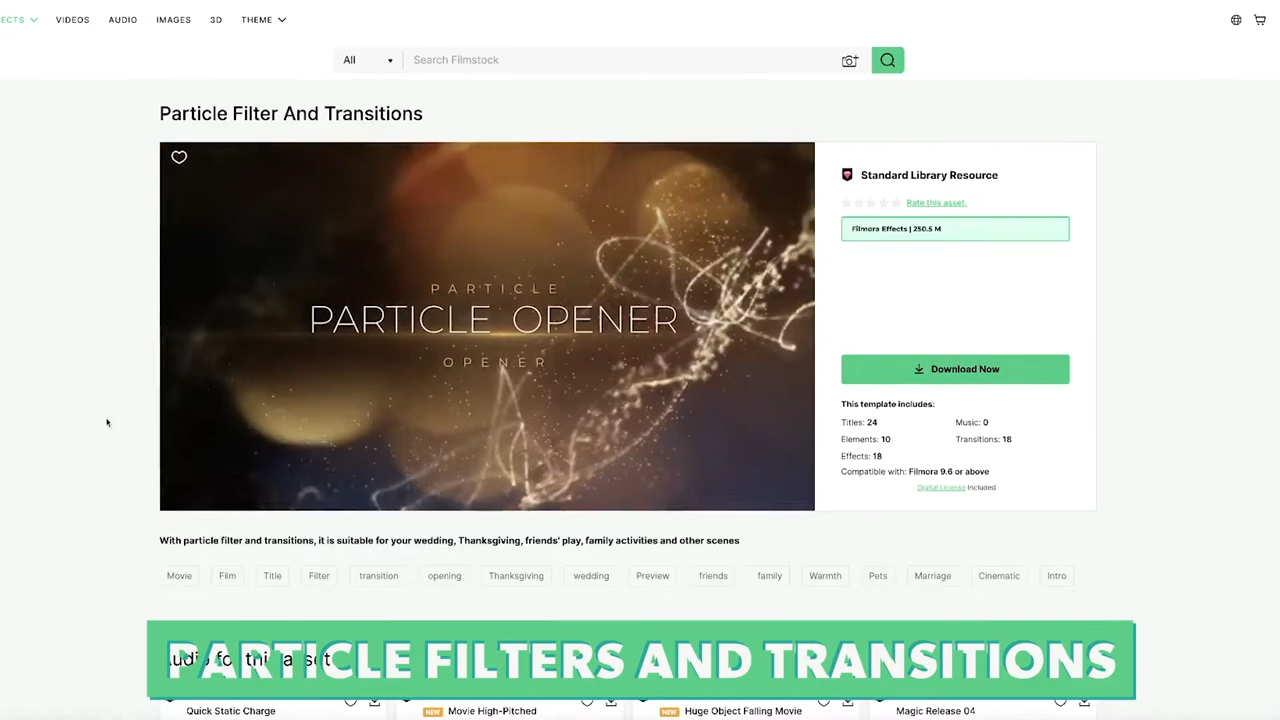 ECTS VIDEOS AUDIO IMAGES 3D THEME
All Search Filmstock
Particle Filter And Transitions
PARTICLE
PARTICLE OPENER
OPENER
Standard Library Resource
Rate this asset.
Filmora Effects | 250.5 M
Download Now
This template includes:
Titles: 24 Music: 0
Elements: 10 Transitions: 18
Effects: 18
Compatible with: Filmora 9.6 or above
Digital License Included
With particle filter and transitions, it is suitable for your wedding, Thanksgiving, friends' play, family activities and other scenes
Movie Film Title Filter transition opening Thanksgiving wedding Preview friends family Warmth Pets Marriage Cinematic Intro
Audio for this asset
PARTICLE FILTERS AND TRANSITIONS
Quick Static Charge NEW Movie High-Pitched NEW Huge Object Falling Movie Magic Release 04